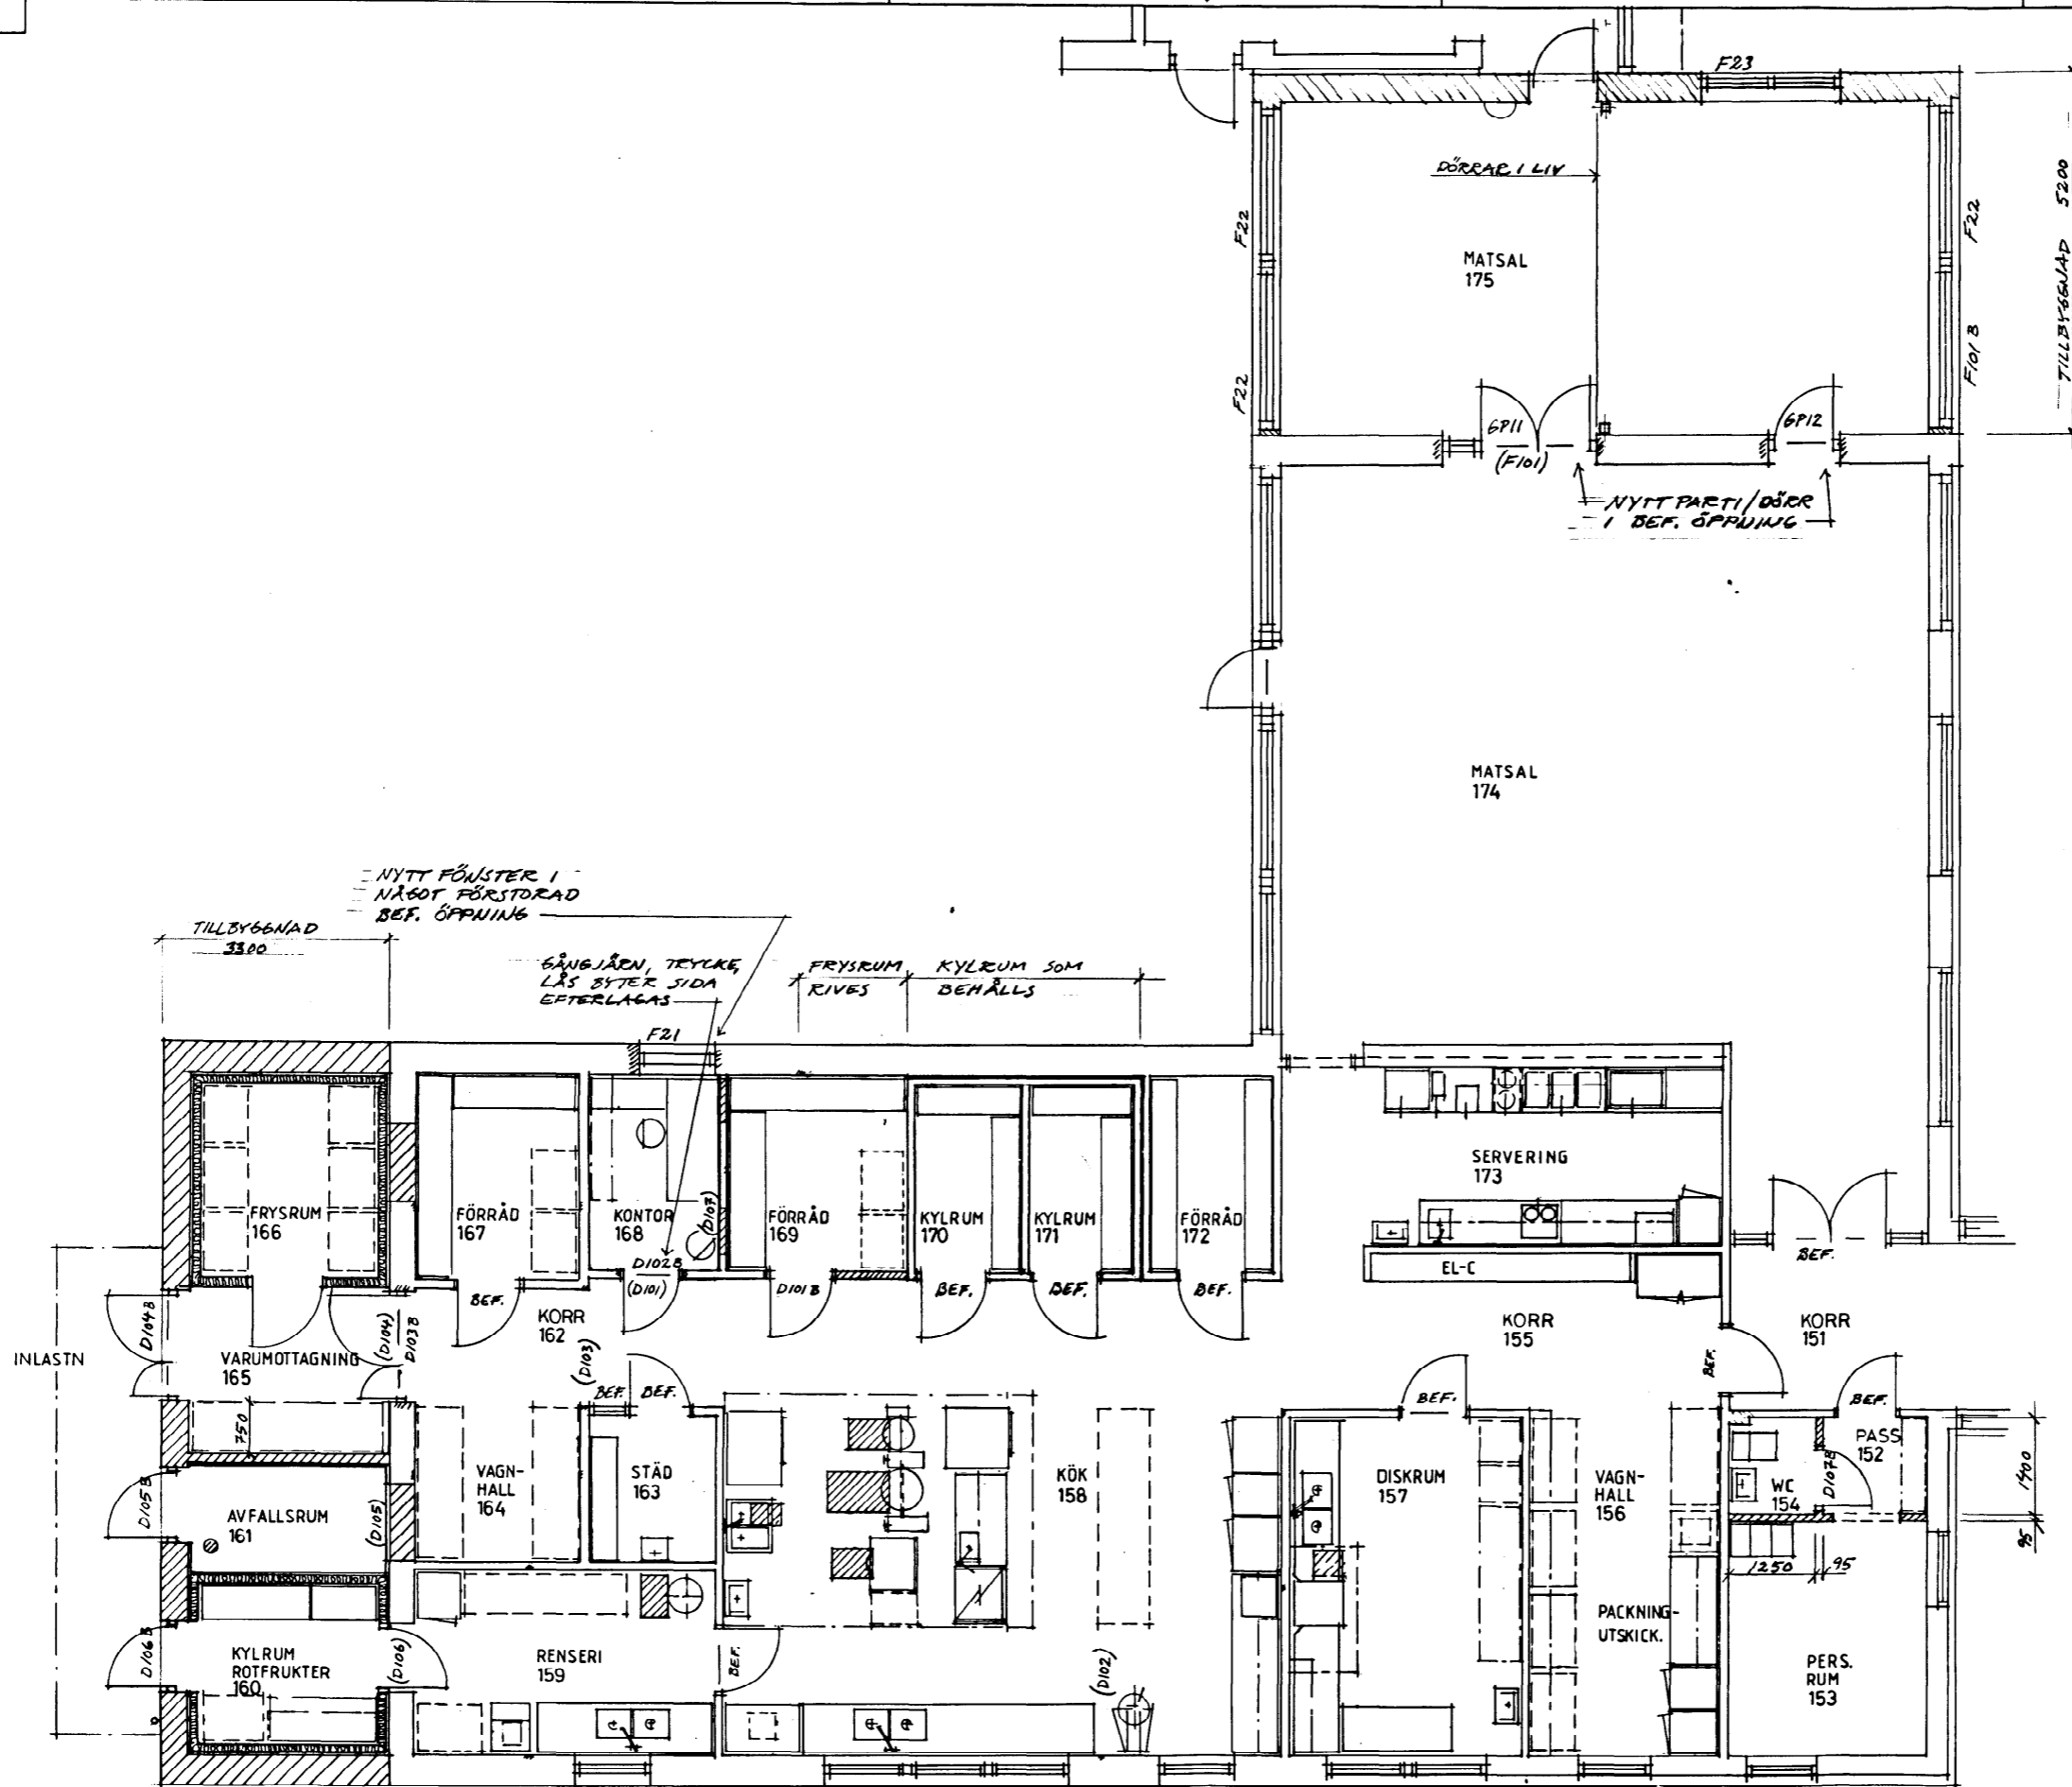 F23
DÖRRAR I LIV
F22
F22
TILLBYGGNAD 5200
MATSAL
175
F22
F101 B
GP11
(F101)
GP12
NYTT PARTI/DÖRR
I BEF. ÖPPNING
MATSAL
174
NYTT FÖNSTER I
NÅGOT FÖRSTORAD
BEF. ÖPPNING
TILLBYGGNAD
3300
GÅNGJÄRN, TRYCKE,
LÅS BYTER SIDA
EFTERLAGAS
FRYSRUM
RIVES
KYLRUM SOM
BEHÅLLS
F21
SERVERING
173
FRYSRUM
166
FÖRRÅD
167
KONTOR
168
(D107)
FÖRRÅD
169
KYLRUM
170
KYLRUM
171
FÖRRÅD
172
D102B
(D101)
D101B
BEF.
BEF.
BEF.
BEF.
BEF.
EL-C
INLASTN
D104B
VARUMOTTAGNING
165
(D104)
D103B
KORR
162
(D103)
BEF.
BEF.
KORR
155
BEF.
KORR
151
750
BEF.
BEF.
D105B
AVFALLSRUM
161
(D105)
VAGN-
HALL
164
STÄD
163
KÖK
158
DISKRUM
157
VAGN-
HALL
156
WC
154
D107B
PASS
152
1400
95
1250
95
D106B
KYLRUM
ROTFRUKTER
160
(D106)
RENSERI
159
BEF.
(D102)
PACKNING-
UTSKICK.
PERS.
RUM
153